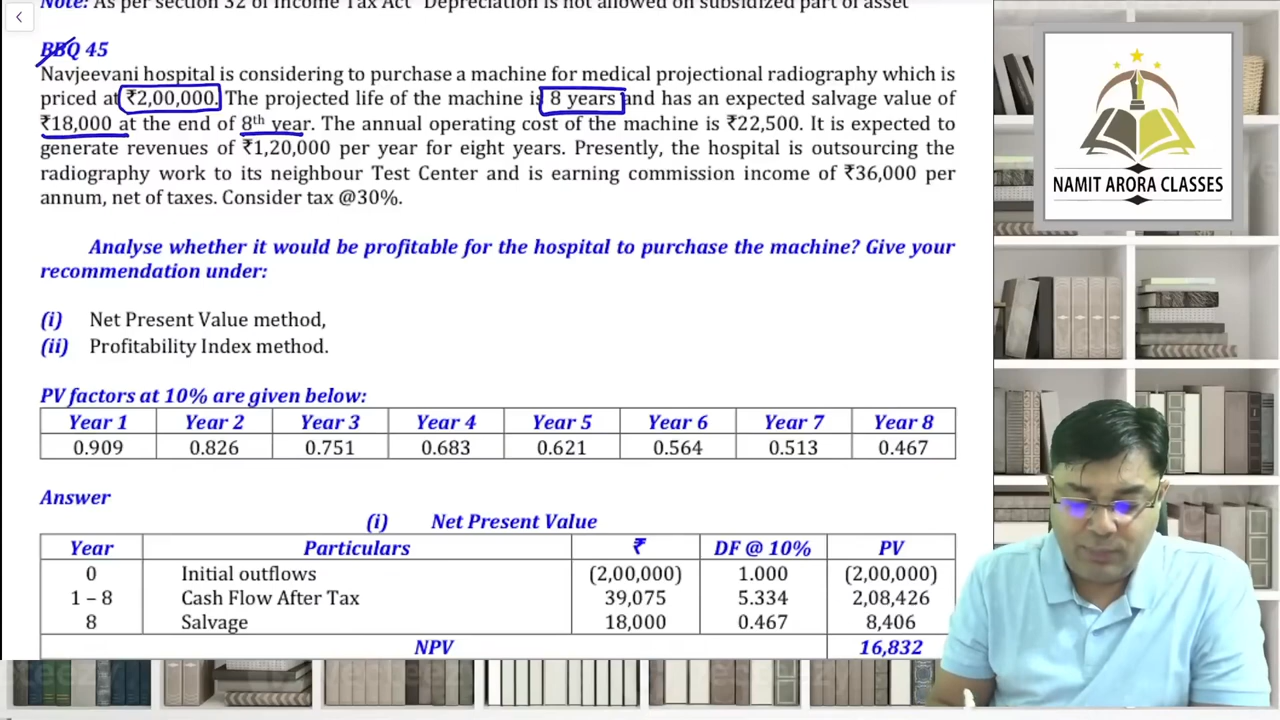 Note: As per section 32 of Income Tax Act "Depreciation is not allowed on subsidized part of asset"
BBQ 45
Navjeevani hospital is considering to purchase a machine for medical projectional radiography which is
priced at ₹2,00,000. The projected life of the machine is 8 years and has an expected salvage value of
₹18,000 at the end of 8th year. The annual operating cost of the machine is ₹22,500. It is expected to
generate revenues of ₹1,20,000 per year for eight years. Presently, the hospital is outsourcing the
radiography work to its neighbour Test Center and is earning commission income of ₹36,000 per
annum, net of taxes. Consider tax @30%.
Analyse whether it would be profitable for the hospital to purchase the machine? Give your
recommendation under:
(i) Net Present Value method,
(ii) Profitability Index method.
PV factors at 10% are given below:
Year 1 Year 2 Year 3 Year 4 Year 5 Year 6 Year 7 Year 8
0.909 0.826 0.751 0.683 0.621 0.564 0.513 0.467
Answer
(i) Net Present Value
Year Particulars ₹ DF @ 10% PV
0 Initial outflows (2,00,000) 1.000 (2,00,000)
1 – 8 Cash Flow After Tax 39,075 5.334 2,08,426
8 Salvage 18,000 0.467 8,406
NPV 16,832
NAMIT ARORA CLASSES